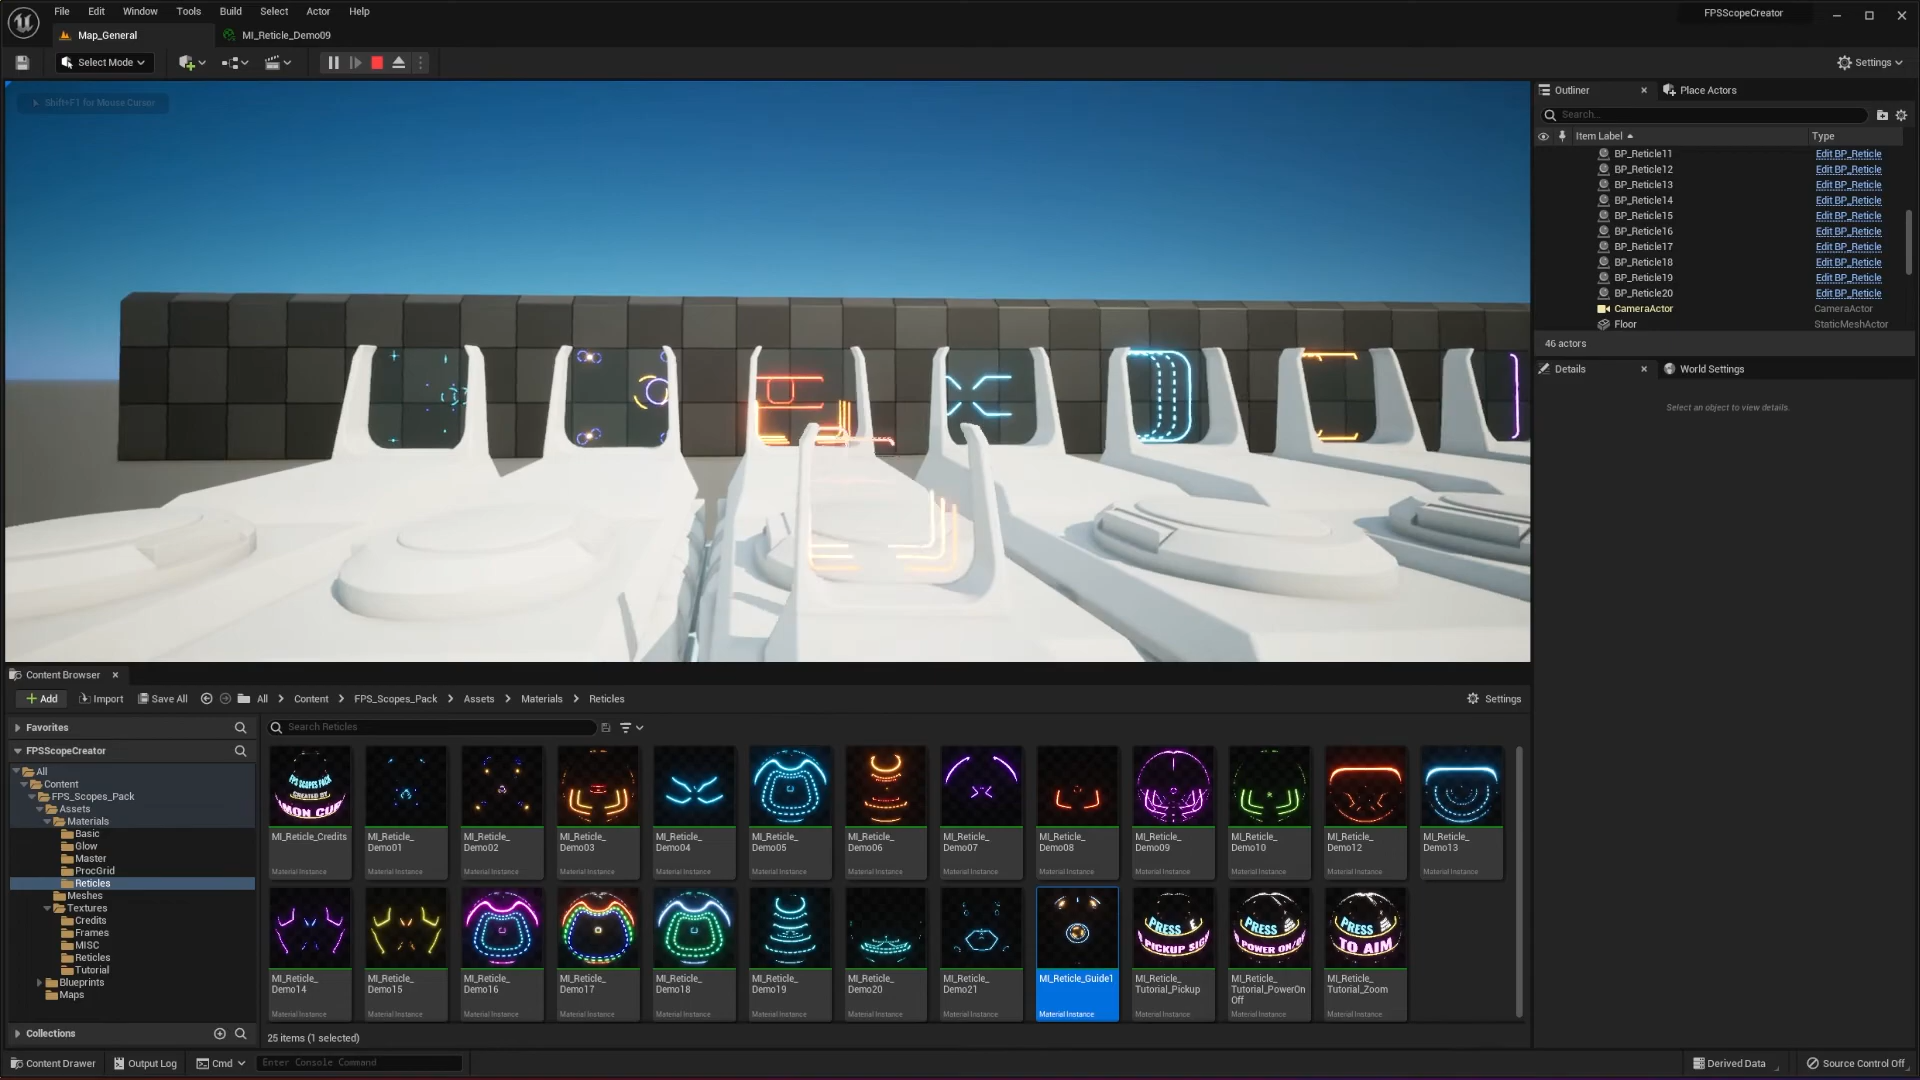 File Edit Window Tools Build Select Actor Help
FPSScopeCreator
Map_General
MI_Reticle_Demo09
Select Mode
Settings
Shift+F1 for Mouse Cursor
Outliner
Place Actors
Search...
Item Label
Type
BP_Reticle11 Edit BP_Reticle
BP_Reticle12 Edit BP_Reticle
BP_Reticle13 Edit BP_Reticle
BP_Reticle14 Edit BP_Reticle
BP_Reticle15 Edit BP_Reticle
BP_Reticle16 Edit BP_Reticle
BP_Reticle17 Edit BP_Reticle
BP_Reticle18 Edit BP_Reticle
BP_Reticle19 Edit BP_Reticle
BP_Reticle20 Edit BP_Reticle
CameraActor CameraActor
Floor StaticMeshActor
46 actors
Details
World Settings
Select an object to view details.
Content Browser
Add Import Save All All Content FPS_Scopes_Pack Assets Materials Reticles
Settings
Favorites
FPSScopeCreator
All
Content
FPS_Scopes_Pack
Assets
Materials
Basic
Glow
Master
ProcGrid
Reticles
Meshes
Textures
Credits
Frames
MISC
Reticles
Tutorial
Blueprints
Maps
Collections
Search Reticles
FPS SCOPES PACK
CREATED BY
MI_Reticle_Credits
MI_Reticle_
Demo01
Material Instance
MI_Reticle_
Demo02
Material Instance
MI_Reticle_
Demo03
Material Instance
MI_Reticle_
Demo04
Material Instance
MI_Reticle_
Demo05
Material Instance
MI_Reticle_
Demo06
Material Instance
MI_Reticle_
Demo07
Material Instance
MI_Reticle_
Demo08
Material Instance
MI_Reticle_
Demo09
Material Instance
MI_Reticle_
Demo10
Material Instance
MI_Reticle_
Demo12
Material Instance
MI_Reticle_
Demo13
Material Instance
Material Instance
MI_Reticle_
Demo14
Material Instance
MI_Reticle_
Demo15
Material Instance
MI_Reticle_
Demo16
Material Instance
MI_Reticle_
Demo17
Material Instance
MI_Reticle_
Demo18
Material Instance
MI_Reticle_
Demo19
Material Instance
MI_Reticle_
Demo20
Material Instance
MI_Reticle_
Demo21
Material Instance
MI_Reticle_Guide1
Material Instance
PRESS E
PICKUP
MI_Reticle_
Tutorial_Pickup
Material Instance
PRESS
POWER ON/
MI_Reticle_
Tutorial_PowerOn
Off
Material Instance
PRESS
TO AIM
MI_Reticle_
Tutorial_Zoom
Material Instance
25 items (1 selected)
Content Drawer
Output Log
Cmd
Enter Console Command
Derived Data
Source Control Off